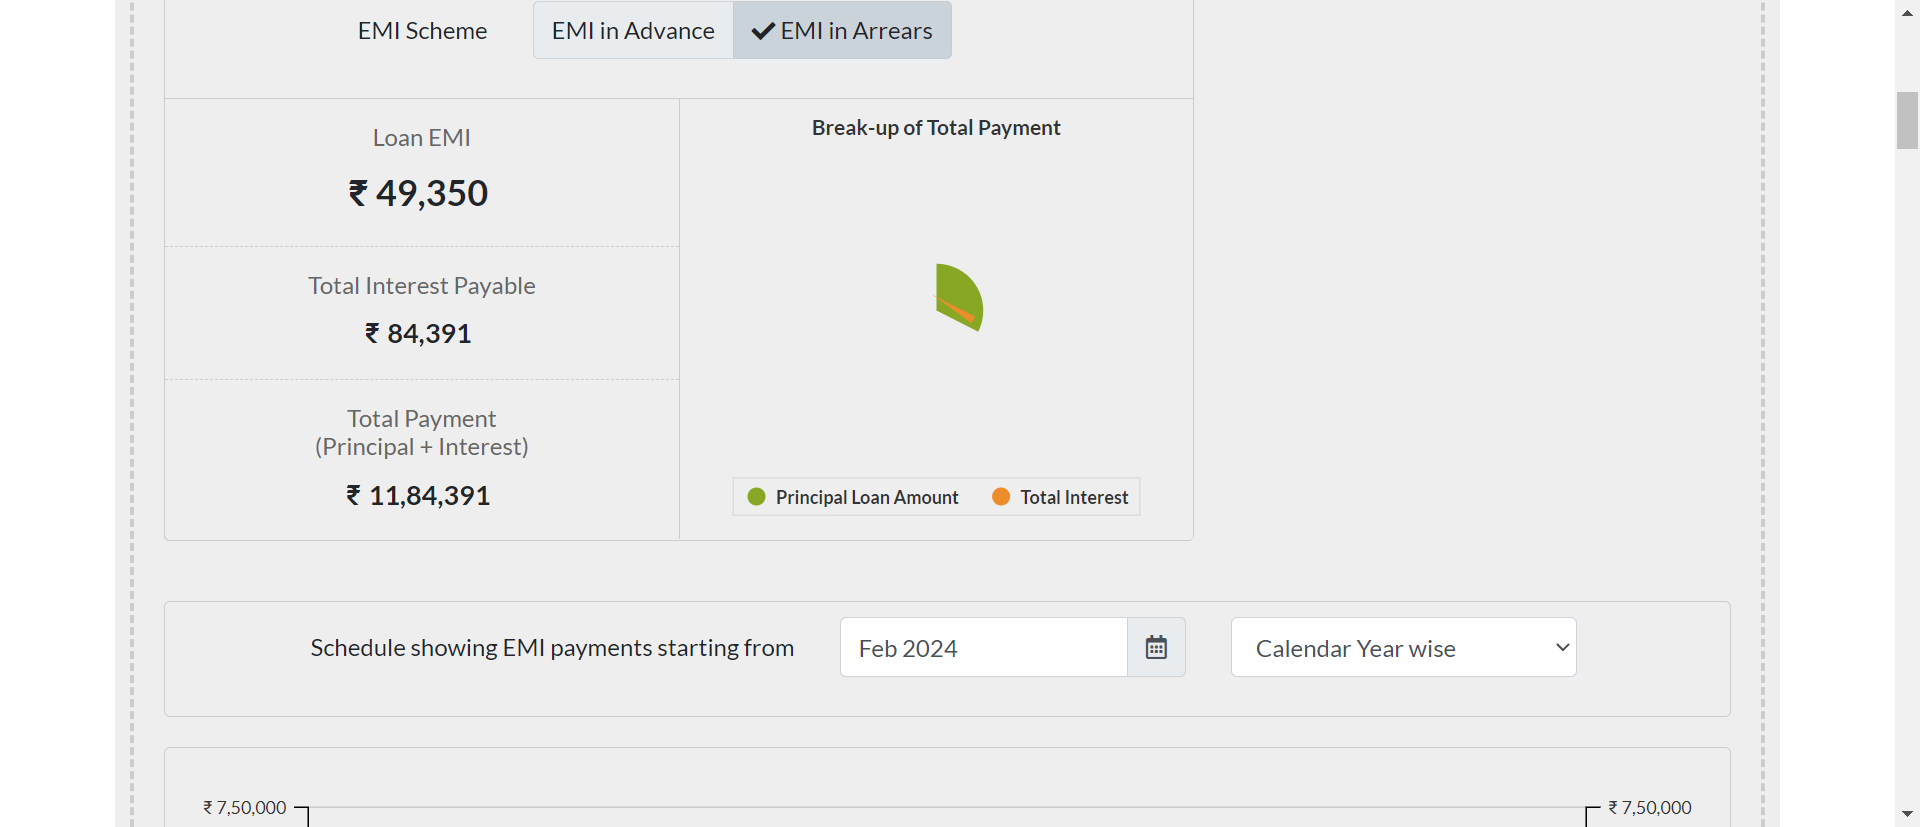 EMI Scheme
EMI in Advance
EMI in Arrears
Loan EMI
₹ 49,350
Total Interest Payable
₹ 84,391
Total Payment
(Principal + Interest)
₹ 11,84,391
Break-up of Total Payment
Principal Loan Amount
Total Interest
Schedule showing EMI payments starting from
Feb 2024
Calendar Year wise
₹ 7,50,000
₹ 7,50,000